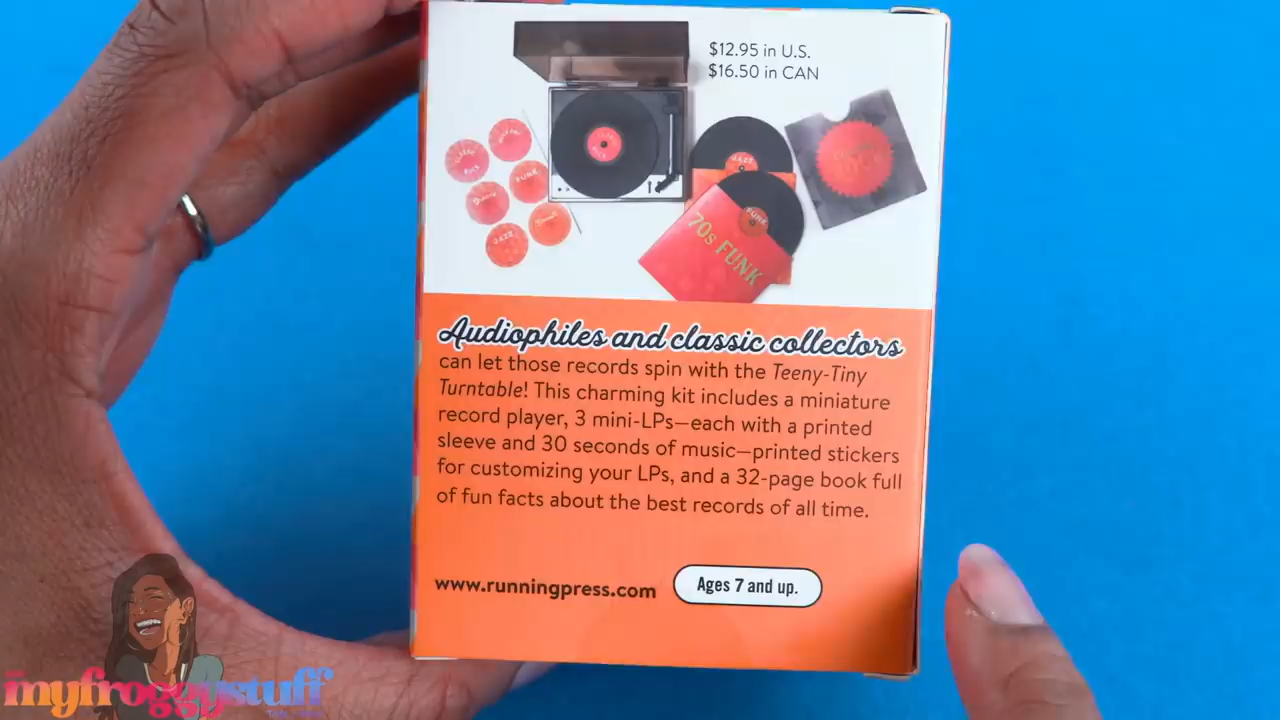 $12.95 in U.S.
$16.50 in CAN
FUNK
JAZZ
JAZZ
FUNK
70s FUNK
Audiophiles and classic collectors
can let those records spin with the Teeny-Tiny
Turntable! This charming kit includes a miniature
record player, 3 mini-LPs—each with a printed
sleeve and 30 seconds of music—printed stickers
for customizing your LPs, and a 32-page book full
of fun facts about the best records of all time.
www.runningpress.com
Ages 7 and up.
myfroggystuff